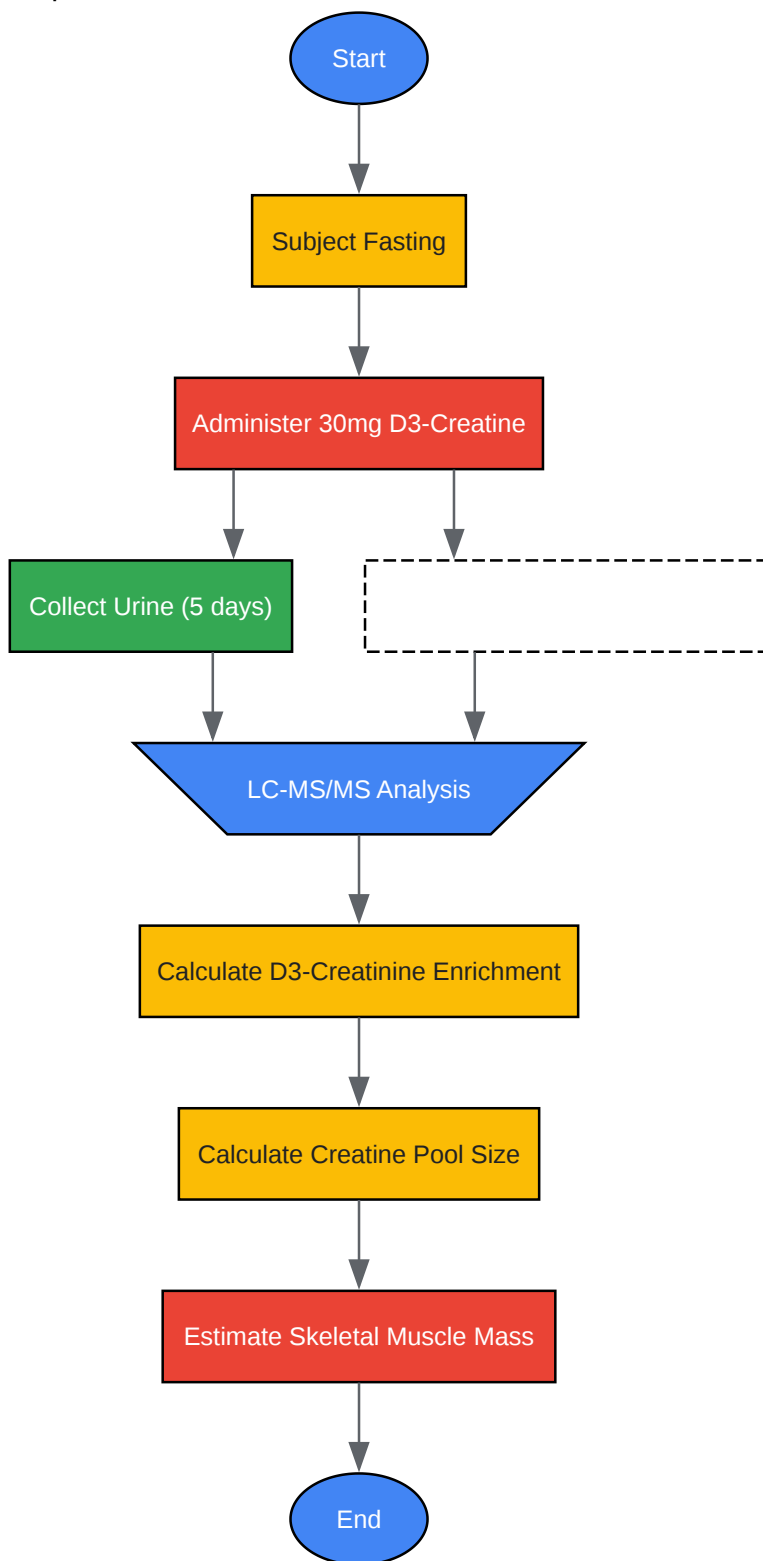 Start
Subject Fasting
Administer 30mg D3-Creatine
Collect Urine (5 days)
LC-MS/MS Analysis
Calculate D3-Creatinine Enrichment
Calculate Creatine Pool Size
Estimate Skeletal Muscle Mass
End